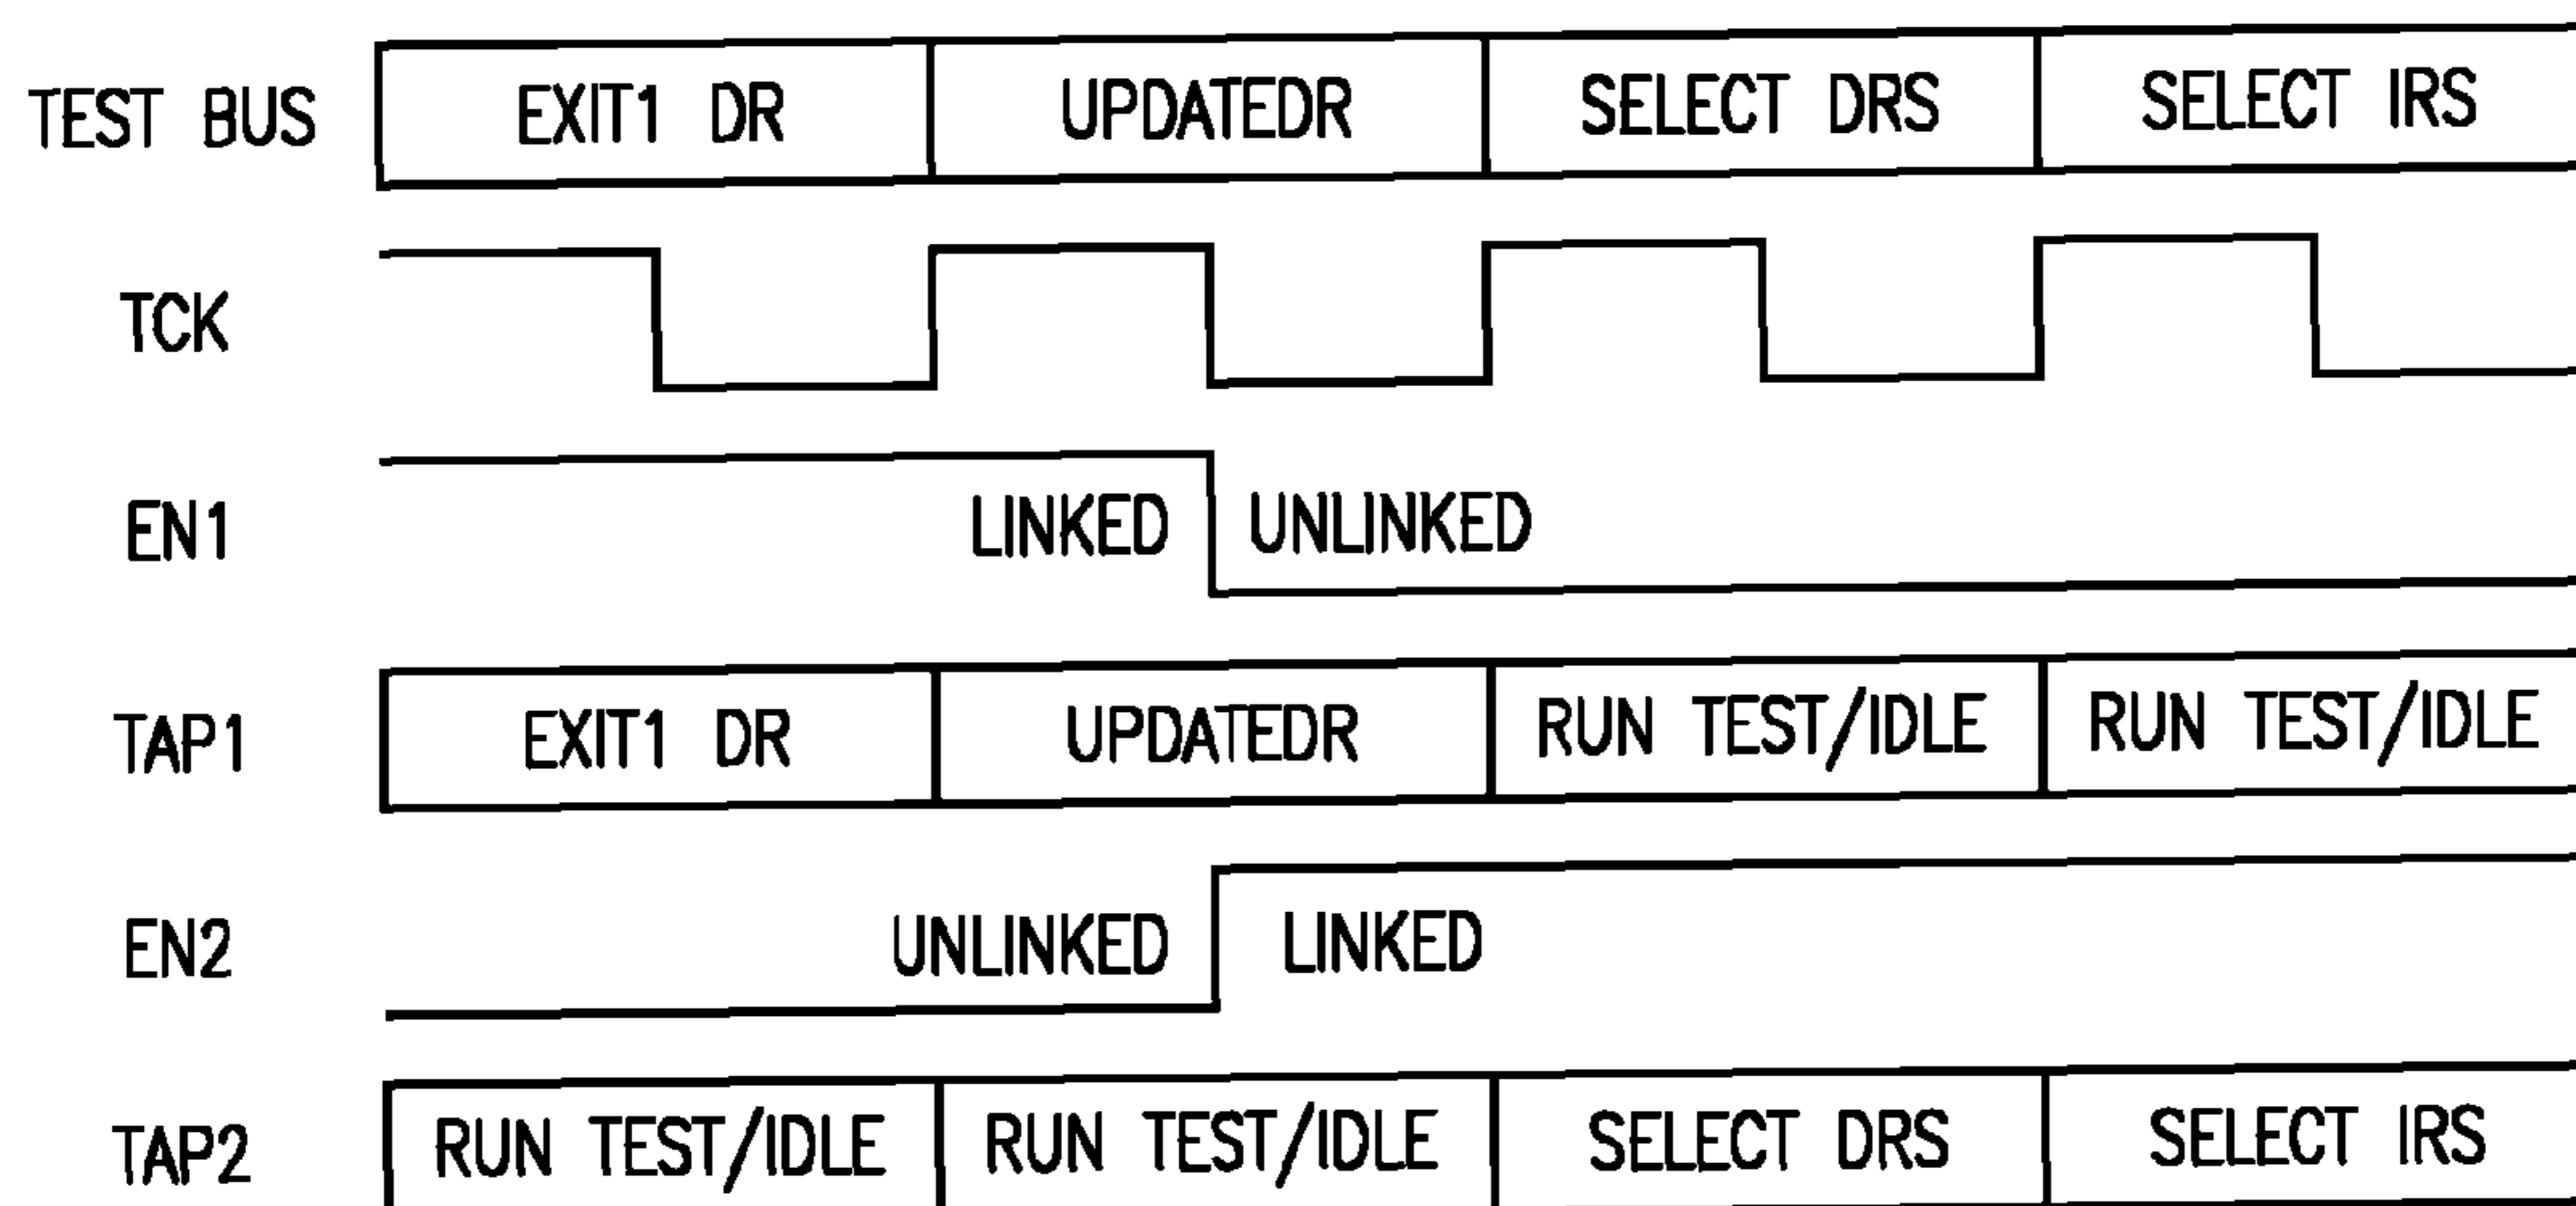 TEST BUS EXIT1 DR UPDATEDR SELECT DRS SELECT IRS
TCK
EN1 LINKED UNLINKED
TAP1 EXIT1 DR UPDATEDR RUN TEST/IDLE RUN TEST/IDLE
EN2 UNLINKED LINKED
TAP2 RUN TEST/IDLE RUN TEST/IDLE SELECT DRS SELECT IRS